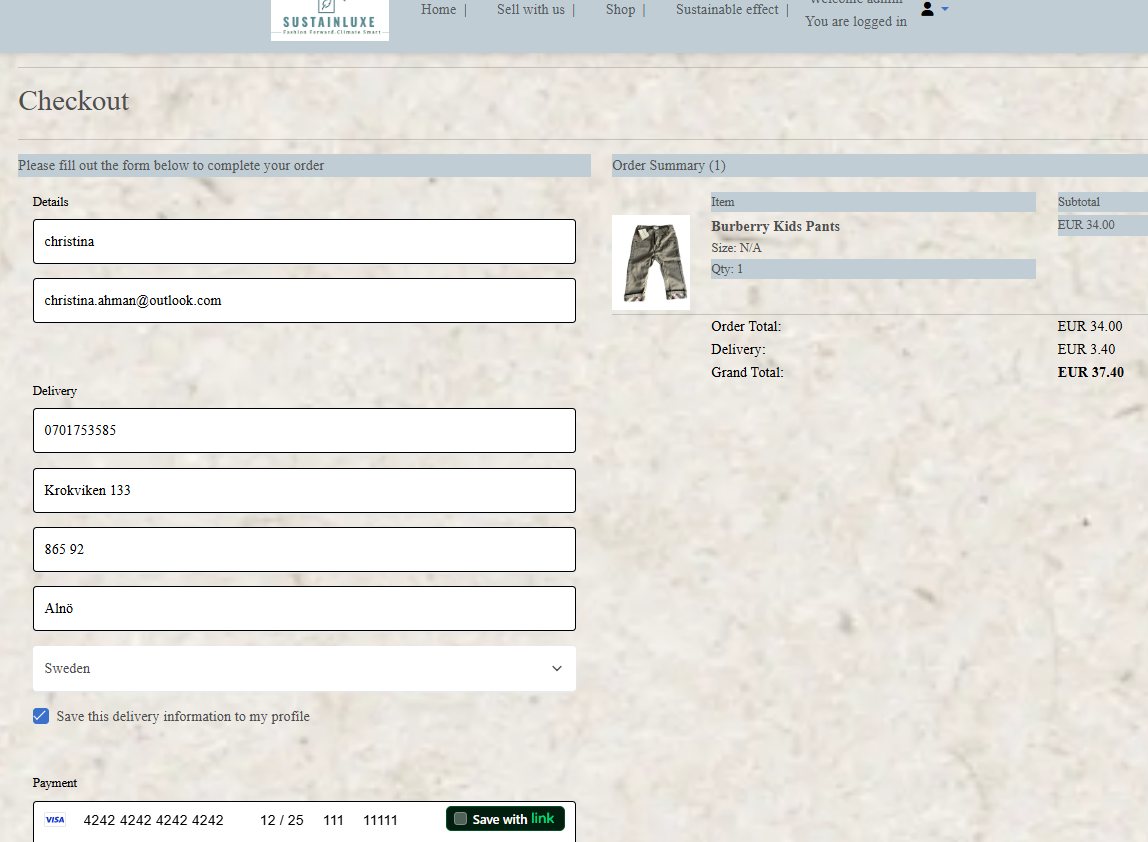 SUSTAINLUXE
Fashion Forward.Climate Smart
Home |
Sell with us |
Shop |
Sustainable effect |
Welcome admin
You are logged in
Checkout
Please fill out the form below to complete your order
Details
christina
christina.ahman@outlook.com
Delivery
0701753585
Krokviken 133
865 92
Alnö
Sweden
Save this delivery information to my profile
Payment
VISA 4242 4242 4242 4242 12 / 25 111 11111 Save with link
Order Summary (1)
Item Subtotal
Burberry Kids Pants EUR 34.00
Size: N/A
Qty: 1
Order Total: EUR 34.00
Delivery: EUR 3.40
Grand Total: EUR 37.40